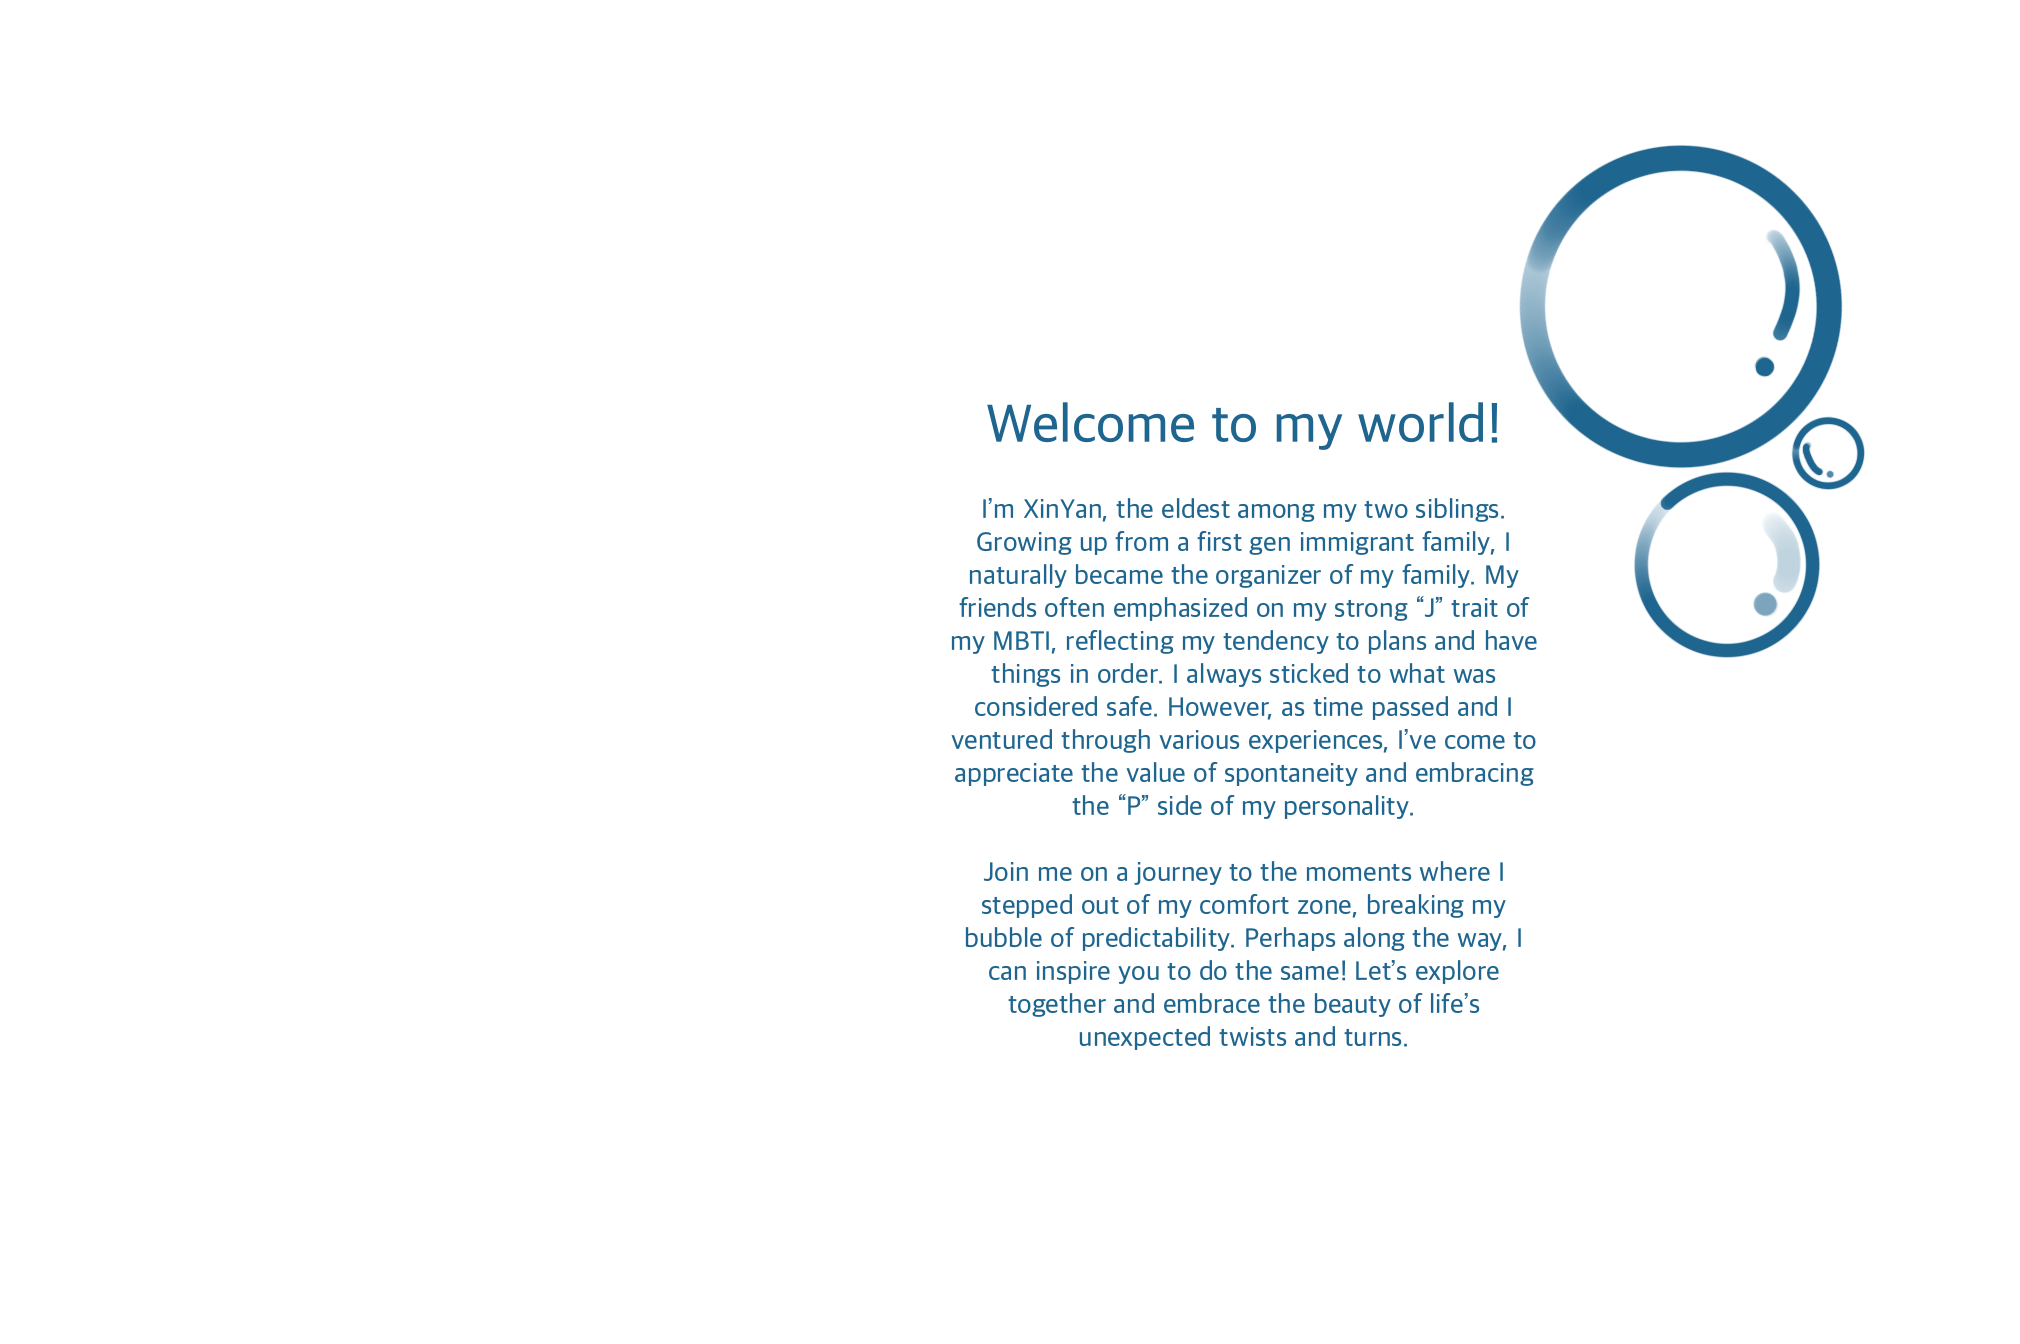 Welcome to my world!
I’m XinYan, the eldest among my two siblings.
Growing up from a first gen immigrant family, I
naturally became the organizer of my family. My
friends often emphasized on my strong “J” trait of
my MBTI, reflecting my tendency to plans and have
things in order. I always sticked to what was
considered safe. However, as time passed and I
ventured through various experiences, I’ve come to
appreciate the value of spontaneity and embracing
the “P” side of my personality.
Join me on a journey to the moments where I
stepped out of my comfort zone, breaking my
bubble of predictability. Perhaps along the way, I
can inspire you to do the same! Let’s explore
together and embrace the beauty of life’s
unexpected twists and turns.